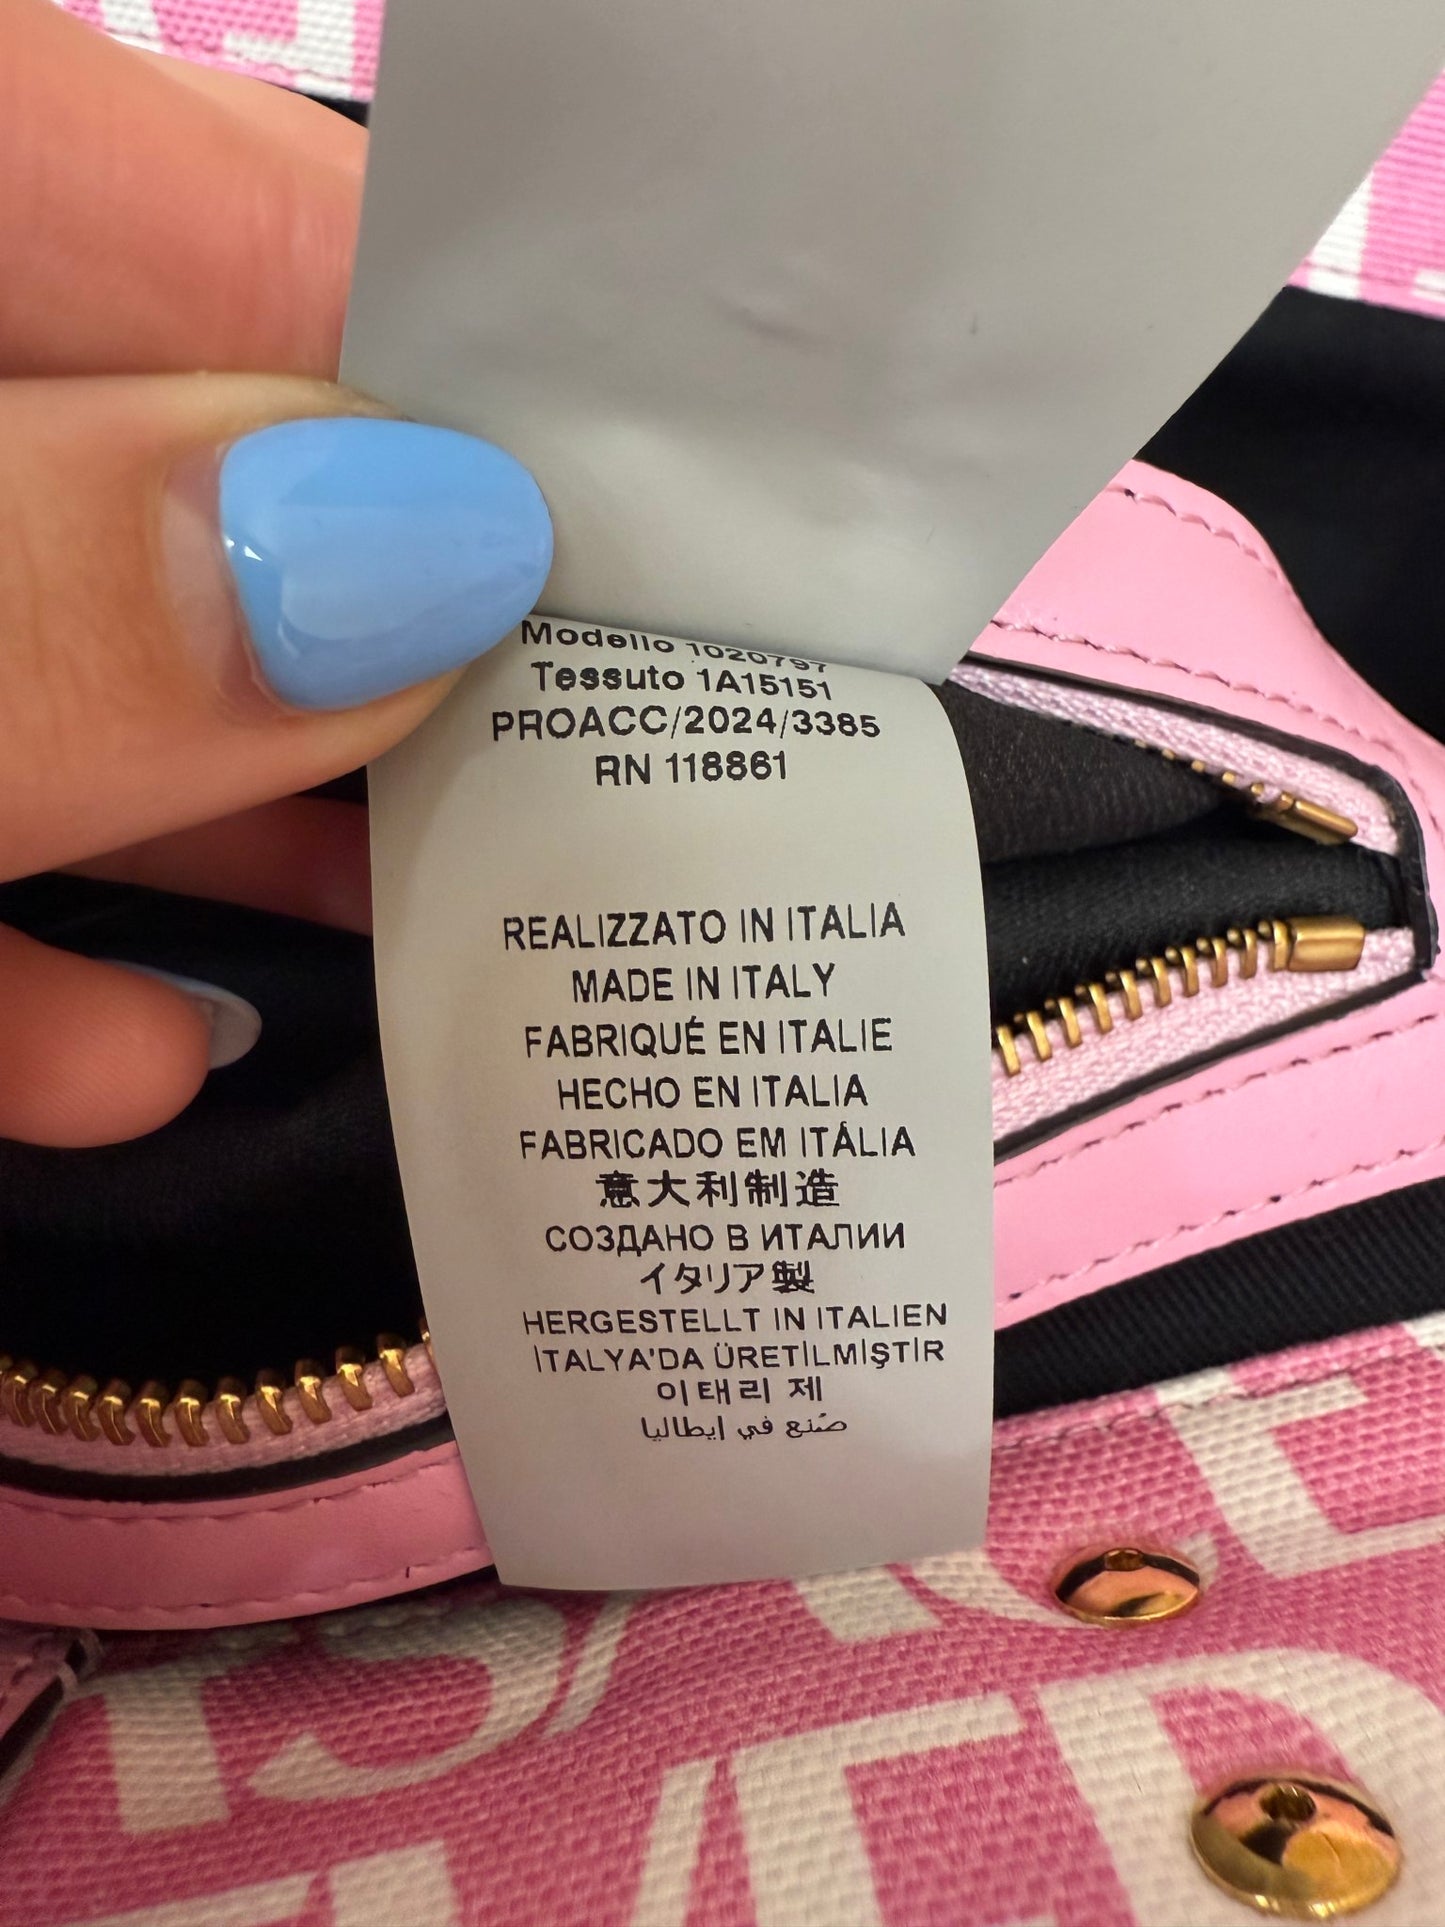 Modello 1020797
Tessuto 1A15151
PROACC/2024/3385
RN 118861
REALIZZATO IN ITALIA
MADE IN ITALY
FABRIQUÉ EN ITALIE
HECHO EN ITALIA
FABRICADO EM ITÁLIA
意大利制造
СОЗДАНО В ИТАЛИИ
イタリア製
HERGESTELLT IN ITALIEN
İTALYA'DA ÜRETİLMİŞTİR
이태리 제
صُنع في إيطاليا